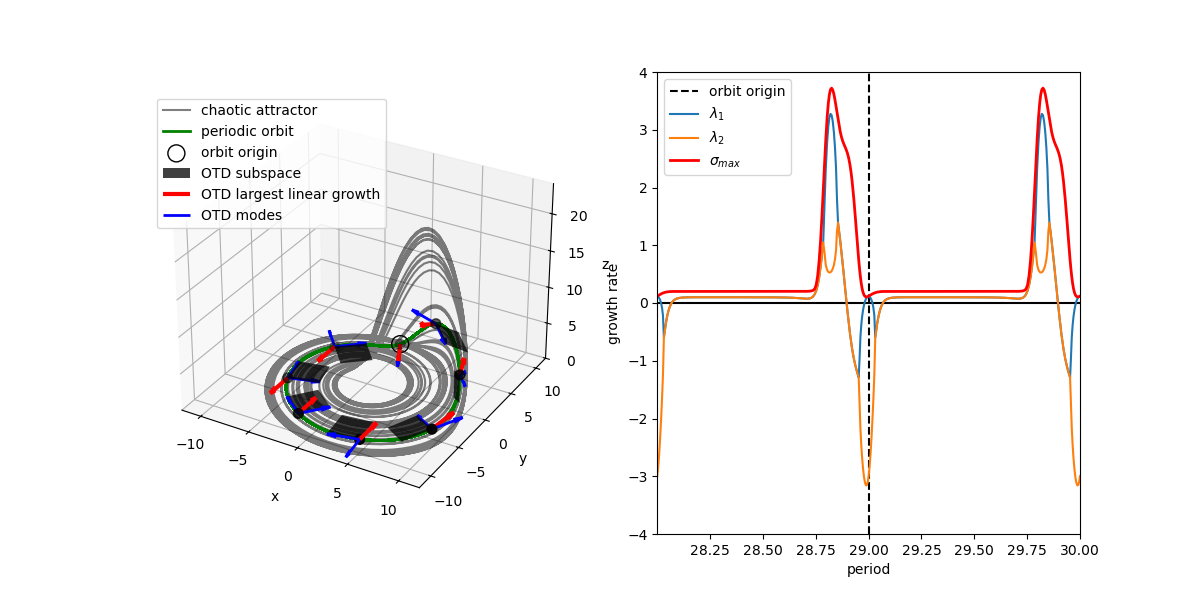 chaotic attractor
periodic orbit
orbit origin
OTD subspace
OTD largest linear growth
OTD modes
20
15
10
5
0
z
10
5
0
−5
−10
y
−10
−5
0
5
10
x
4
3
2
1
0
−1
−2
−3
−4
growth rate
orbit origin
λ1
λ2
σmax
28.25 28.50 28.75 29.00 29.25 29.50 29.75 30.00
period